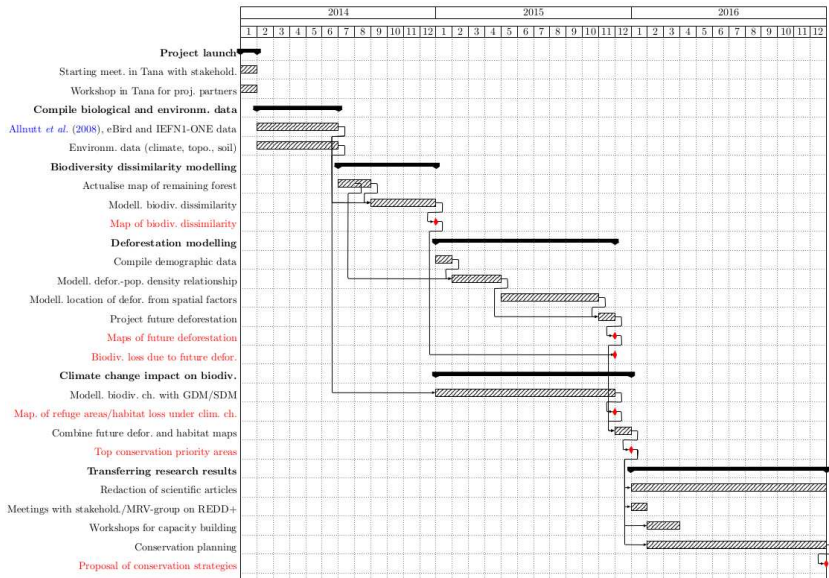 2014 2015 2016
1 2 3 4 5 6 7 8 9 10 11 12 1 2 3 4 5 6 7 8 9 10 11 12 1 2 3 4 5 6 7 8 9 10 11 12
Project launch
Starting meet. in Tana with stakehold.
Workshop in Tana for proj. partners
Compile biological and environm. data
Allnutt et al. (2008), eBird and IEFN1-ONE data
Environm. data (climate, topo., soil)
Biodiversity dissimilarity modelling
Actualise map of remaining forest
Modell. biodiv. dissimilarity
Map of biodiv. dissimilarity
Deforestation modelling
Compile demographic data
Modell. defor.-pop. density relationship
Modell. location of defor. from spatial factors
Project future deforestation
Maps of future deforestation
Biodiv. loss due to future defor.
Climate change impact on biodiv.
Modell. biodiv. ch. with GDM/SDM
Map. of refuge areas/habitat loss under clim. ch.
Combine future defor. and habitat maps
Top conservation priority areas
Transferring research results
Redaction of scientific articles
Meetings with stakehold./MRV-group on REDD+
Workshops for capacity building
Conservation planning
Proposal of conservation strategies